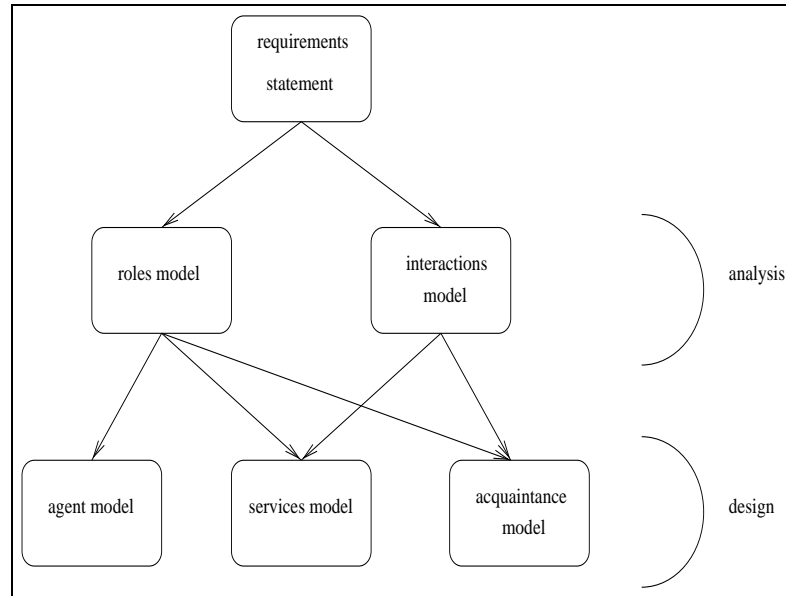 requirements
statement
roles model
interactions
model
analysis
agent model
services model
acquaintance
model
design